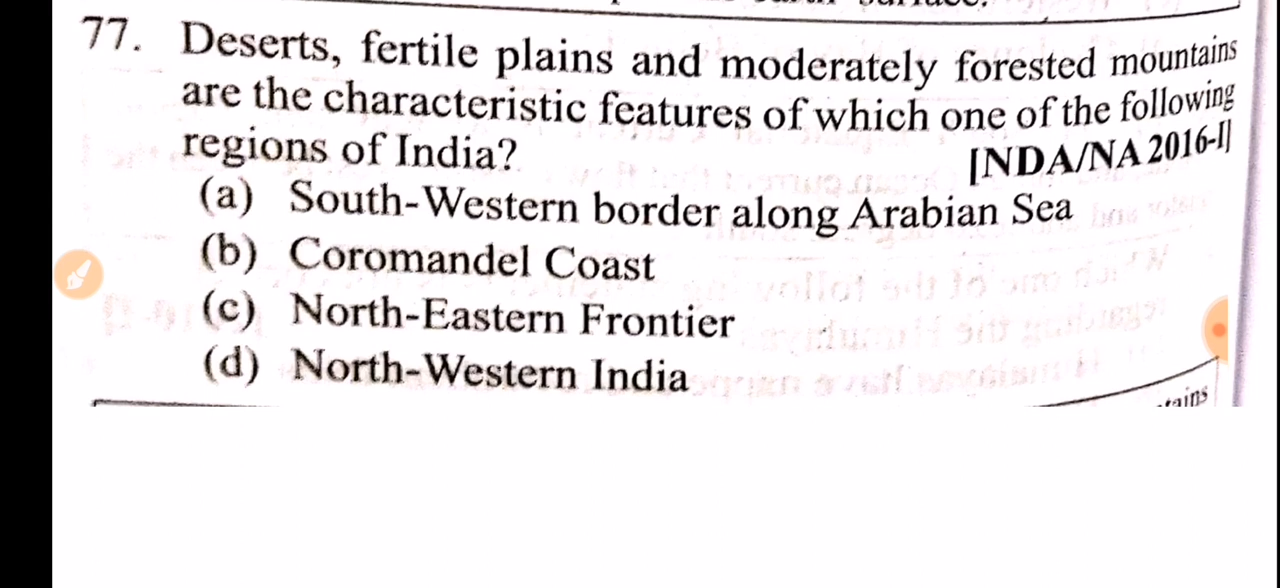 77. Deserts, fertile plains and moderately forested mountains
are the characteristic features of which one of the following
regions of India?
[NDA/NA 2016-I]
(a) South-Western border along Arabian Sea
(b) Coromandel Coast
(c) North-Eastern Frontier
(d) North-Western India